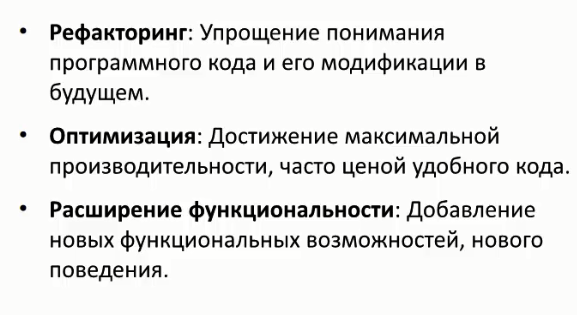 • Рефакторинг: Упрощение понимания
программного кода и его модификации в
будущем.
• Оптимизация: Достижение максимальной
производительности, часто ценой удобного кода.
• Расширение функциональности: Добавление
новых функциональных возможностей, нового
поведения.